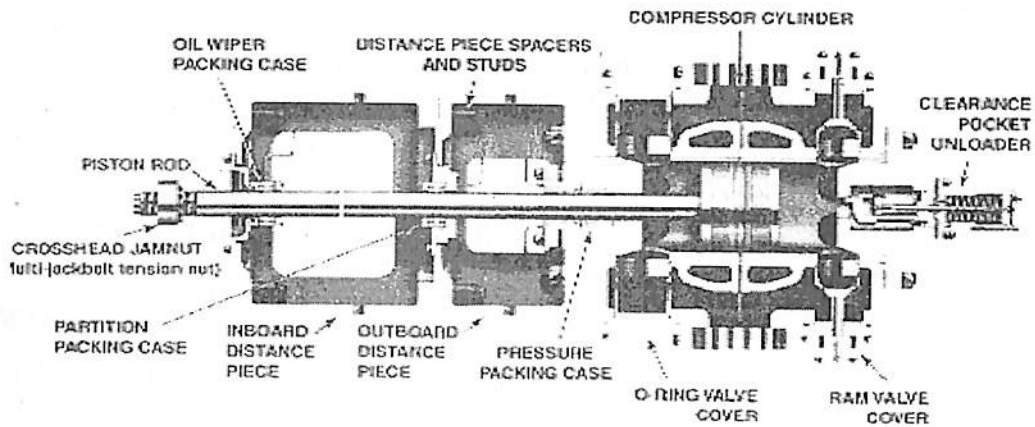 COMPRESSOR CYLINDER
OIL WIPER
PACKING CASE
DISTANCE PIECE SPACERS
AND STUDS
CLEARANCE
POCKET
UNLOADER
PISTON ROD
CROSSHEAD JAMNUT
fulti-jackbolt tension nut)
PARTITION
PACKING CASE
INBOARD
DISTANCE
PIECE
OUTBOARD
DISTANCE
PIECE
PRESSURE
PACKING CASE
O-RING VALVE
COVER
RAM VALVE
COVER